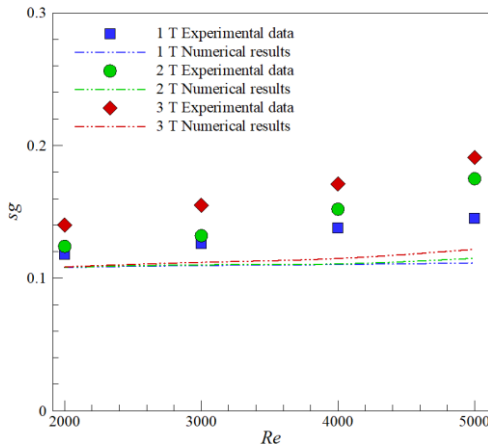 0.3
1 T Experimental data
1 T Numerical results
2 T Experimental data
2 T Numerical results
3 T Experimental data
3 T Numerical results
0.2
sg
0.1
0
2000 3000 4000 5000
Re